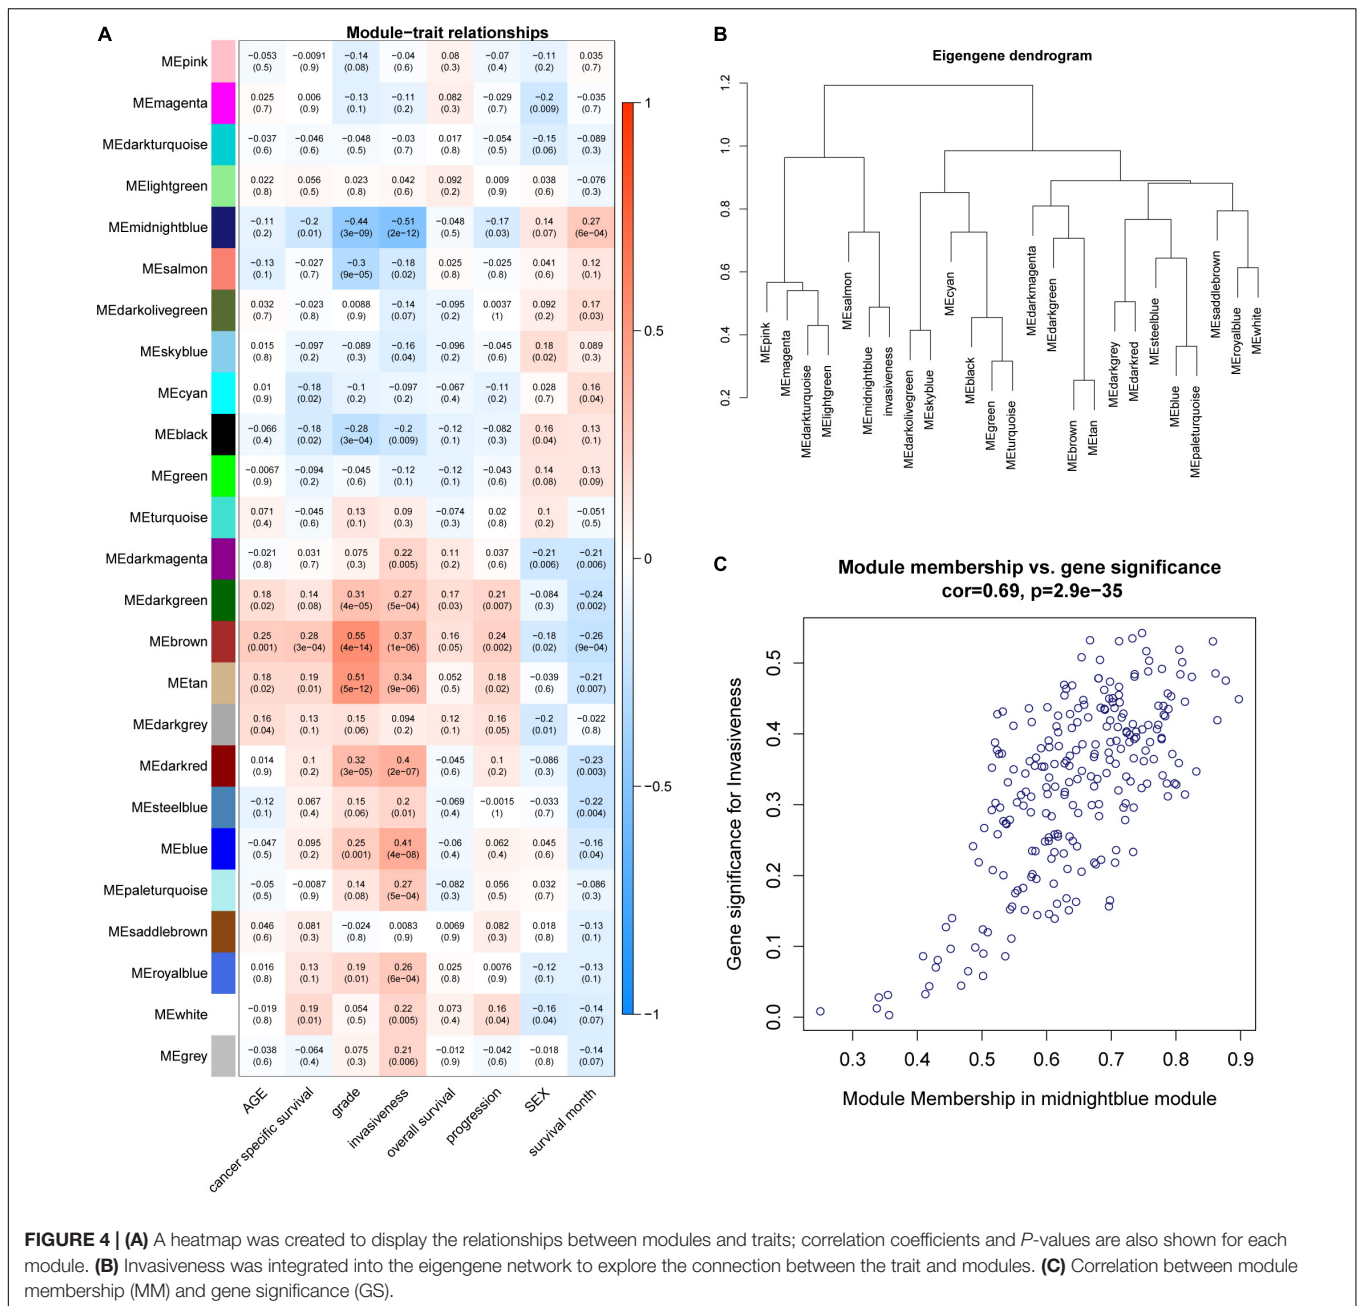 A
Module−trait relationships
MEpink
−0.053 −0.0091 −0.14 −0.04 0.08 −0.07 −0.11 0.035
(0.5) (0.9) (0.08) (0.6) (0.3) (0.4) (0.2) (0.7)
MEmagenta
0.025 0.006 −0.13 −0.11 0.082 −0.029 −0.2 −0.035
(0.7) (0.9) (0.1) (0.2) (0.3) (0.7) (0.009) (0.7)
MEdarkturquoise
−0.037 −0.046 −0.048 −0.03 0.017 −0.054 −0.15 −0.089
(0.6) (0.6) (0.5) (0.7) (0.8) (0.5) (0.06) (0.3)
MElightgreen
0.022 0.056 0.023 0.042 0.092 0.009 0.038 −0.076
(0.8) (0.5) (0.8) (0.6) (0.2) (0.9) (0.6) (0.3)
MEmidnightblue
−0.11 −0.2 −0.44 −0.51 −0.048 −0.17 0.14 0.27
(0.2) (0.01) (3e−09) (2e−12) (0.5) (0.03) (0.07) (6e−04)
MEsalmon
−0.13 −0.027 −0.3 −0.18 0.025 −0.025 0.041 0.12
(0.1) (0.7) (9e−05) (0.02) (0.8) (0.8) (0.6) (0.1)
MEdarkolivegreen
0.032 −0.023 0.0088 −0.14 −0.095 0.0037 0.092 0.17
(0.7) (0.8) (0.9) (0.07) (0.2) (1) (0.2) (0.03)
MEskyblue
0.015 −0.097 −0.089 −0.16 −0.096 −0.045 0.18 0.089
(0.8) (0.2) (0.3) (0.04) (0.2) (0.6) (0.02) (0.3)
MEcyan
0.01 −0.18 −0.1 −0.097 −0.067 −0.11 0.028 0.16
(0.9) (0.02) (0.2) (0.2) (0.4) (0.2) (0.7) (0.04)
MEblack
−0.066 −0.18 −0.28 −0.2 −0.12 −0.082 0.16 0.13
(0.4) (0.02) (3e−04) (0.009) (0.1) (0.3) (0.04) (0.1)
MEgreen
−0.0067 −0.094 −0.045 −0.12 −0.12 −0.043 0.14 0.13
(0.9) (0.2) (0.6) (0.1) (0.1) (0.6) (0.08) (0.09)
MEturquoise
0.071 −0.045 0.13 0.09 −0.074 0.02 0.1 −0.051
(0.4) (0.6) (0.1) (0.3) (0.3) (0.8) (0.2) (0.5)
MEdarkmagenta
−0.021 0.031 0.075 0.22 0.11 0.037 −0.21 −0.21
(0.8) (0.7) (0.3) (0.005) (0.2) (0.6) (0.006) (0.006)
MEdarkgreen
0.18 0.14 0.31 0.27 0.17 0.21 −0.084 −0.24
(0.02) (0.08) (4e−05) (5e−04) (0.03) (0.007) (0.3) (0.002)
MEbrown
0.25 0.28 0.55 0.37 0.16 0.24 −0.18 −0.26
(0.001) (3e−04) (4e−14) (1e−06) (0.05) (0.002) (0.02) (9e−04)
MEtan
0.18 0.19 0.51 0.34 0.052 0.18 −0.039 −0.21
(0.02) (0.01) (5e−12) (9e−06) (0.5) (0.02) (0.6) (0.007)
MEdarkgrey
0.16 0.13 0.15 0.094 0.12 0.16 −0.2 −0.022
(0.04) (0.1) (0.06) (0.2) (0.1) (0.05) (0.01) (0.8)
MEdarkred
0.014 0.1 0.32 0.4 −0.045 0.1 −0.086 −0.23
(0.9) (0.2) (3e−05) (2e−07) (0.6) (0.2) (0.3) (0.003)
MEsteelblue
−0.12 0.067 0.15 0.2 −0.069 −0.0015 −0.033 −0.22
(0.1) (0.4) (0.06) (0.01) (0.4) (1) (0.7) (0.004)
MEblue
−0.047 0.095 0.25 0.41 −0.06 0.062 0.045 −0.16
(0.5) (0.2) (0.001) (4e−08) (0.4) (0.4) (0.6) (0.04)
MEpaleturquoise
−0.05 −0.0087 0.14 0.27 −0.082 0.056 0.032 −0.086
(0.5) (0.9) (0.08) (5e−04) (0.3) (0.5) (0.7) (0.3)
MEsaddlebrown
0.046 0.081 −0.024 0.0083 0.0069 0.082 0.018 −0.13
(0.6) (0.3) (0.8) (0.9) (0.9) (0.3) (0.8) (0.1)
MEroyalblue
0.016 0.13 0.19 0.26 0.025 0.0076 −0.12 −0.13
(0.8) (0.1) (0.01) (6e−04) (0.8) (0.9) (0.1) (0.1)
MEwhite
−0.019 0.19 0.054 0.22 0.073 0.16 −0.16 −0.14
(0.8) (0.01) (0.5) (0.005) (0.4) (0.04) (0.04) (0.07)
MEgrey
−0.038 −0.064 0.075 0.21 −0.012 −0.042 −0.018 −0.14
(0.6) (0.4) (0.3) (0.006) (0.9) (0.6) (0.8) (0.07)
AGE
cancer specific survival
grade
invasiveness
overall survival
progression
SEX
survival month
1
0.5
0
−0.5
−1
B
Eigengene dendrogram
1.2
1.0
0.8
0.6
0.4
0.2
MEpink
MEmagenta
MEdarkturquoise
MElightgreen
MEsalmon
MEmidnightblue
invasiveness
MEdarkolivegreen
MEskyblue
MEcyan
MEblack
MEgreen
MEturquoise
MEdarkmagenta
MEdarkgreen
MEbrown
MEtan
MEdarkgrey
MEdarkred
MEsteelblue
MEblue
MEpaleturquoise
MEsaddlebrown
MEroyalblue
MEwhite
C
Module membership vs. gene significance
cor=0.69, p=2.9e−35
Gene significance for Invasiveness
0.5
0.4
0.3
0.2
0.1
0.0
0.3 0.4 0.5 0.6 0.7 0.8 0.9
Module Membership in midnightblue module
FIGURE 4 | (A) A heatmap was created to display the relationships between modules and traits; correlation coefficients and P-values are also shown for each
module. (B) Invasiveness was integrated into the eigengene network to explore the connection between the trait and modules. (C) Correlation between module
membership (MM) and gene significance (GS).